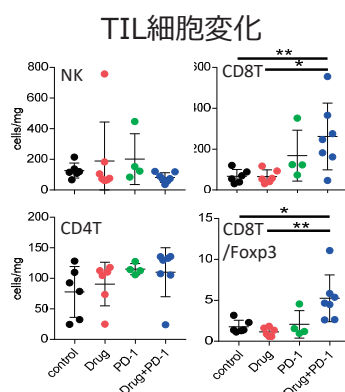 TIL細胞変化
** 
*
NK
CD8T
800
600
400
200
0
cells/mg
600
400
200
0
CD4T
CD8T
/Foxp3
*
**
150
100
50
0
cells/mg
15
10
5
0
control
Drug
PD-1
Drug+PD-1
control
Drug
PD-1
Drug+PD-1